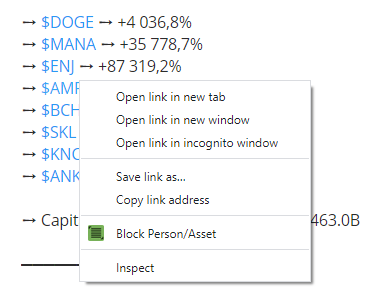 ↔ $DOGE ↔ +4 036,8%
↔ $MANA ↔ +35 778,7%
↔ $ENJ ↔ +87 319,2%
↔ $AMP
↔ $BCH
↔ $SKL
↔ $KNC
↔ $ANK
Open link in new tab
Open link in new window
Open link in incognito window
Save link as...
Copy link address
↔ Capit 463.0B
Block Person/Asset
Inspect